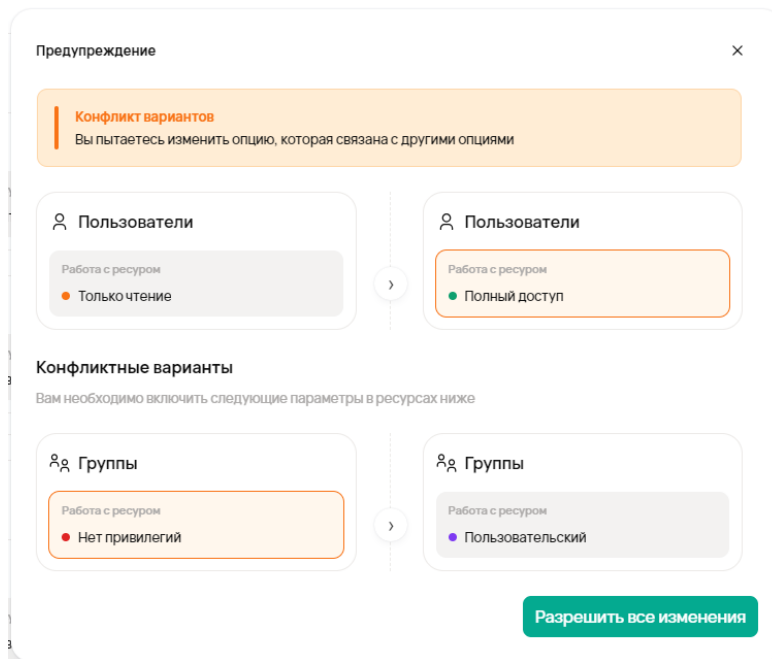 Предупреждение
Конфликт вариантов
Вы пытаетесь изменить опцию, которая связана с другими опциями
Пользователи
Работа с ресурсом
Только чтение
Пользователи
Работа с ресурсом
Полный доступ
Конфликтные варианты
Вам необходимо включить следующие параметры в ресурсах ниже
Группы
Работа с ресурсом
Нет привилегий
Группы
Работа с ресурсом
Пользовательский
Разрешить все изменения